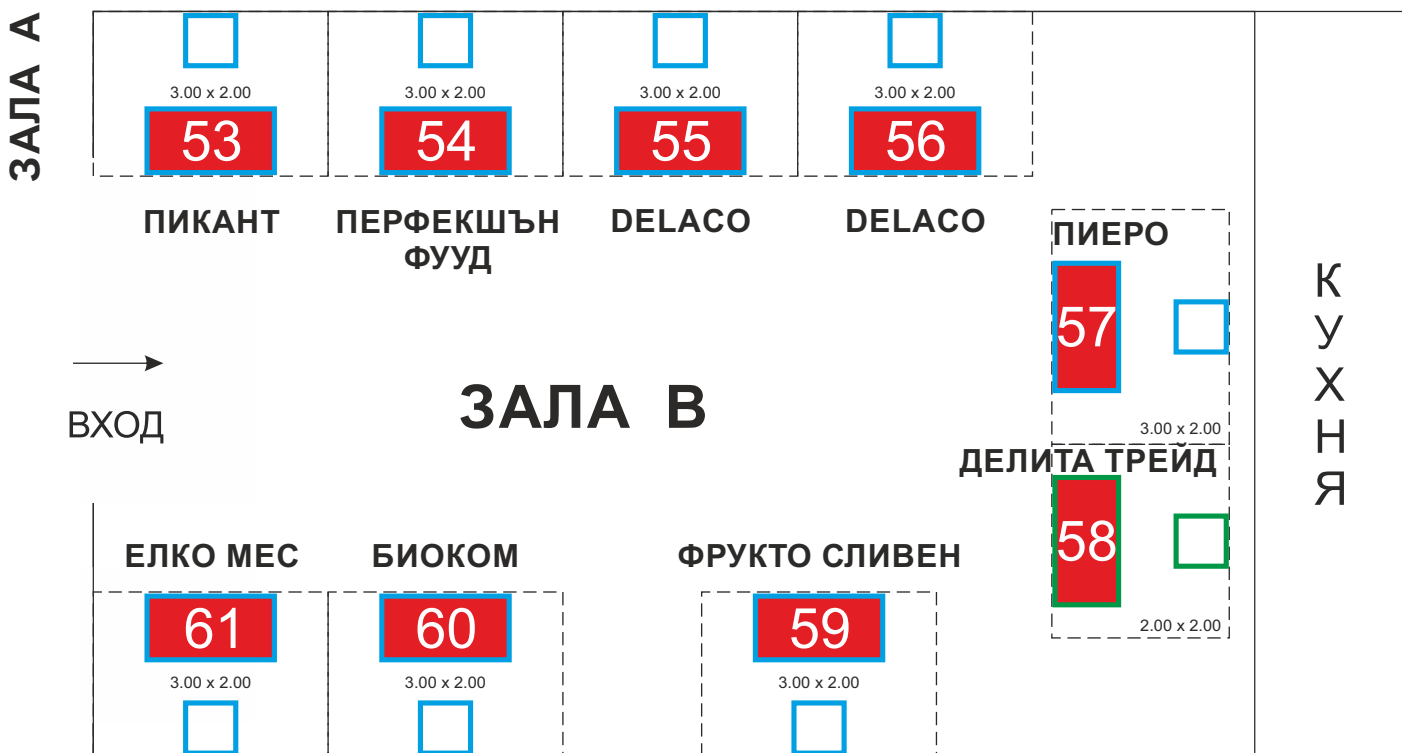 ЗАЛА А
3.00 x 2.00
3.00 x 2.00
3.00 x 2.00
3.00 x 2.00
53
54
55
56
ПИКАНТ
ПЕРФЕКШЪН
ФУУД
DELACO
DELACO
ПИЕРО
57
3.00 x 2.00
КУХНЯ
ВХОД
ЗАЛА В
ДЕЛИТА ТРЕЙД
58
2.00 x 2.00
ЕЛКО МЕС
БИОКОМ
ФРУКТО СЛИВЕН
61
60
59
3.00 x 2.00
3.00 x 2.00
3.00 x 2.00